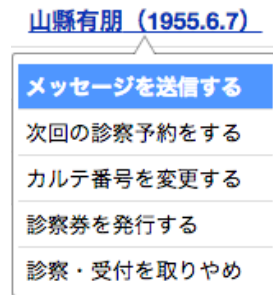 山縣有朋（1955.6.7）
メッセージを送信する
次回の診察予約をする
カルテ番号を変更する
診察券を発行する
診察・受付を取りやめ